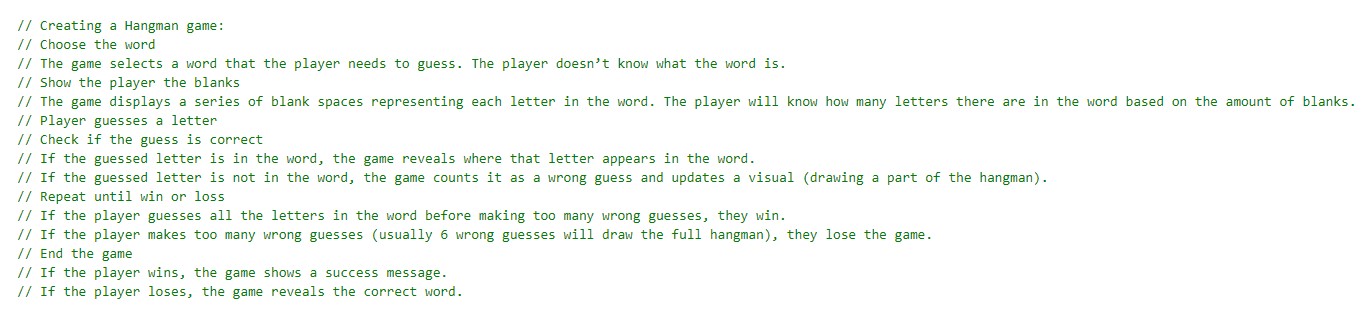 // Creating a Hangman game:
// Choose the word
// The game selects a word that the player needs to guess. The player doesn’t know what the word is.
// Show the player the blanks
// The game displays a series of blank spaces representing each letter in the word. The player will know how many letters there are in the word based on the amount of blanks.
// Player guesses a letter
// Check if the guess is correct
// If the guessed letter is in the word, the game reveals where that letter appears in the word.
// If the guessed letter is not in the word, the game counts it as a wrong guess and updates a visual (drawing a part of the hangman).
// Repeat until win or loss
// If the player guesses all the letters in the word before making too many wrong guesses, they win.
// If the player makes too many wrong guesses (usually 6 wrong guesses will draw the full hangman), they lose the game.
// End the game
// If the player wins, the game shows a success message.
// If the player loses, the game reveals the correct word.